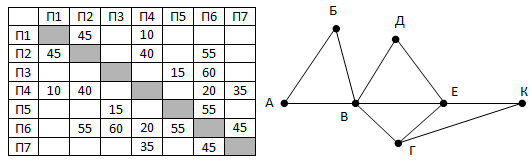 П1 П2 П3 П4 П5 П6 П7
П1 45 10
П2 45 40 55
П3 15 60
П4 10 40 20 35
П5 15 55
П6 55 60 20 55 45
П7 35 45
Б
Д
А
В
Е
К
Г